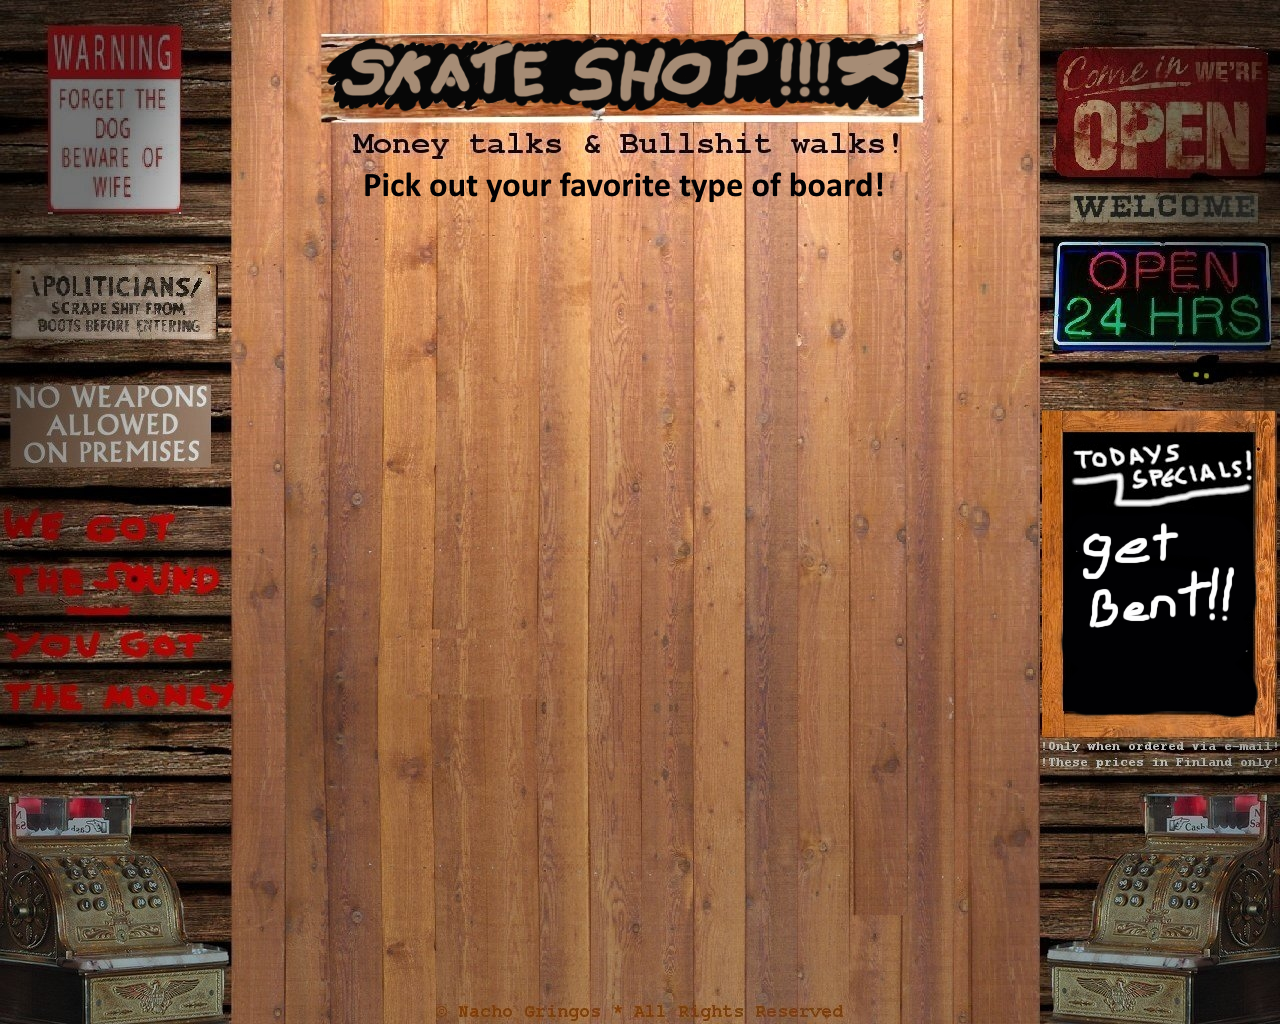 WARNING
FORGET THE
DOG
BEWARE OF
WIFE
\POLITICIANS/
SCRAPE SHIT FROM
BOOTS BEFORE ENTERING
NO WEAPONS
ALLOWED
ON PREMISES
WE GOT
THE SOUND
YOU GOT
THE MONEY
SKATE SHOP!!!
Money talks & Bullshit walks!
Pick out your favorite type of board!
Come in WE'RE
OPEN
WELCOME
OPEN
24 HRS
TODAYS
SPECIALS!
get
Bent!!
!Only when ordered via e-mail!
!These prices in Finland only!
Cash
© Nacho Gringos * All Rights Reserved